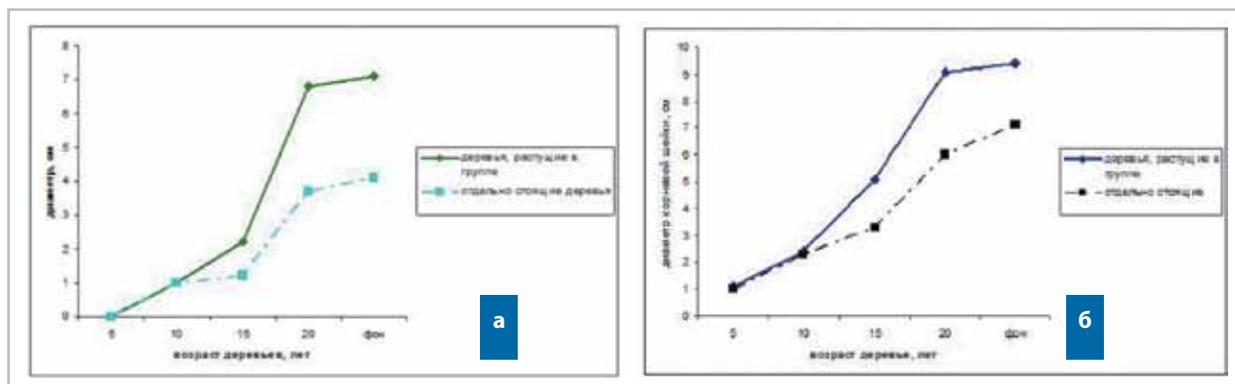 8
7
6
5
4
3
2
1
0
диаметр, см
5 10 15 20 фон
возраст деревьев, лет
деревья, растущие в
группе
отдельно стоящие деревья
а
10
9
8
7
6
5
4
3
2
1
0
диаметр корневой шейки, см
5 10 15 20 фон
возраст деревье, лет
деревья, растущие в
группе
отдельно стоящие
б